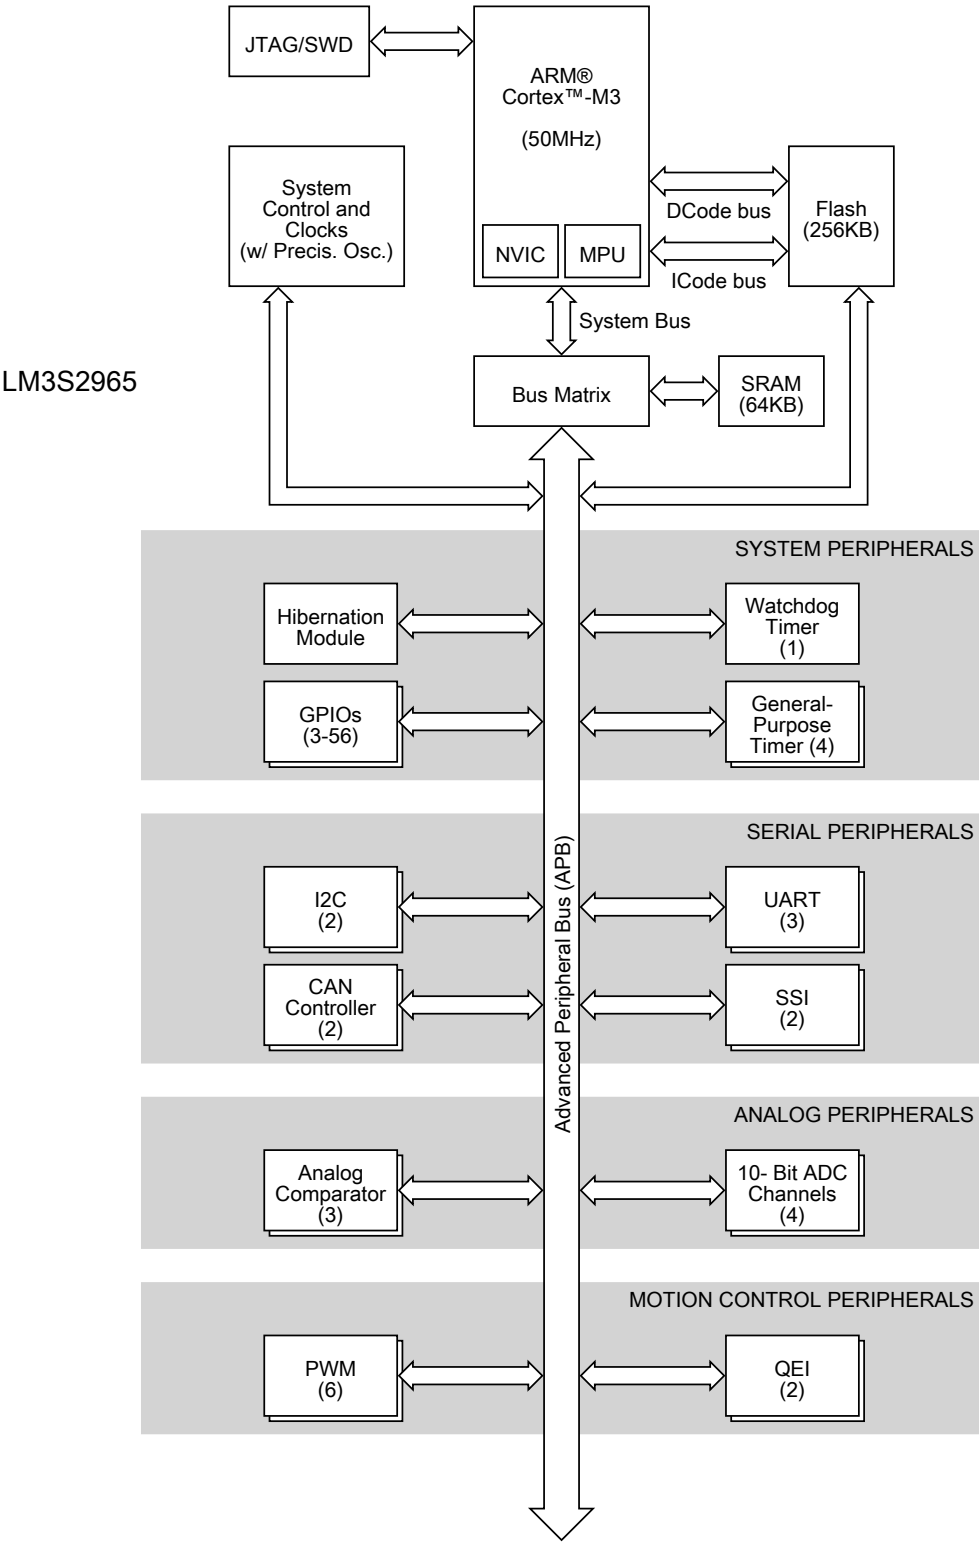 JTAG/SWD
ARM®
Cortex™-M3
(50MHz)
NVIC
MPU
System
Control and
Clocks
(w/ Precis. Osc.)
DCode bus
ICode bus
Flash
(256KB)
System Bus
LM3S2965
Bus Matrix
SRAM
(64KB)
SYSTEM PERIPHERALS
Hibernation
Module
Watchdog
Timer
(1)
GPIOs
(3-56)
General-
Purpose
Timer (4)
Advanced Peripheral Bus (APB)
SERIAL PERIPHERALS
I2C
(2)
UART
(3)
CAN
Controller
(2)
SSI
(2)
ANALOG PERIPHERALS
Analog
Comparator
(3)
10- Bit ADC
Channels
(4)
MOTION CONTROL PERIPHERALS
PWM
(6)
QEI
(2)